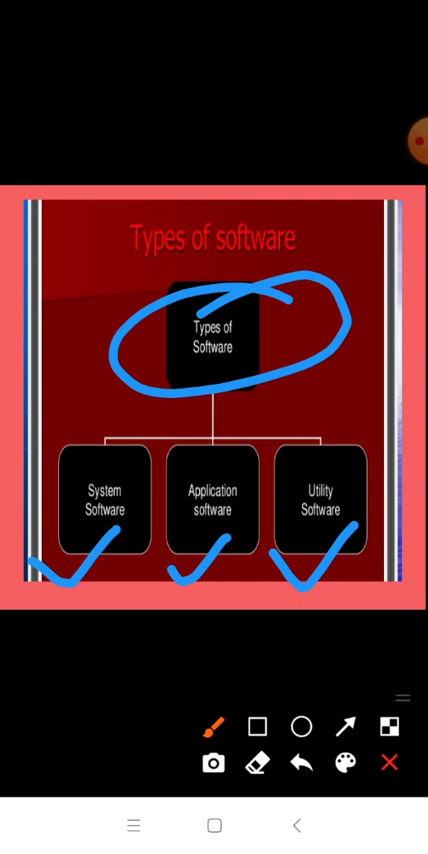 Types of software
Types of
Software
System
Software
Application
software
Utility
Software